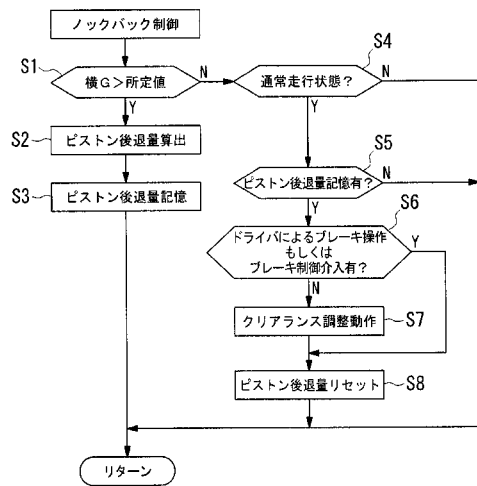 ノックバック制御
S1
横G>所定値
N
Y
S2
ピストン後退量算出
S3
ピストン後退量記憶
S4
通常走行状態?
N
Y
S5
ピストン後退量記憶有?
N
Y
S6
ドライバによるブレーキ操作
もしくは
ブレーキ制御介入有?
Y
N
クリアランス調整動作
S7
ピストン後退量リセット
S8
リターン